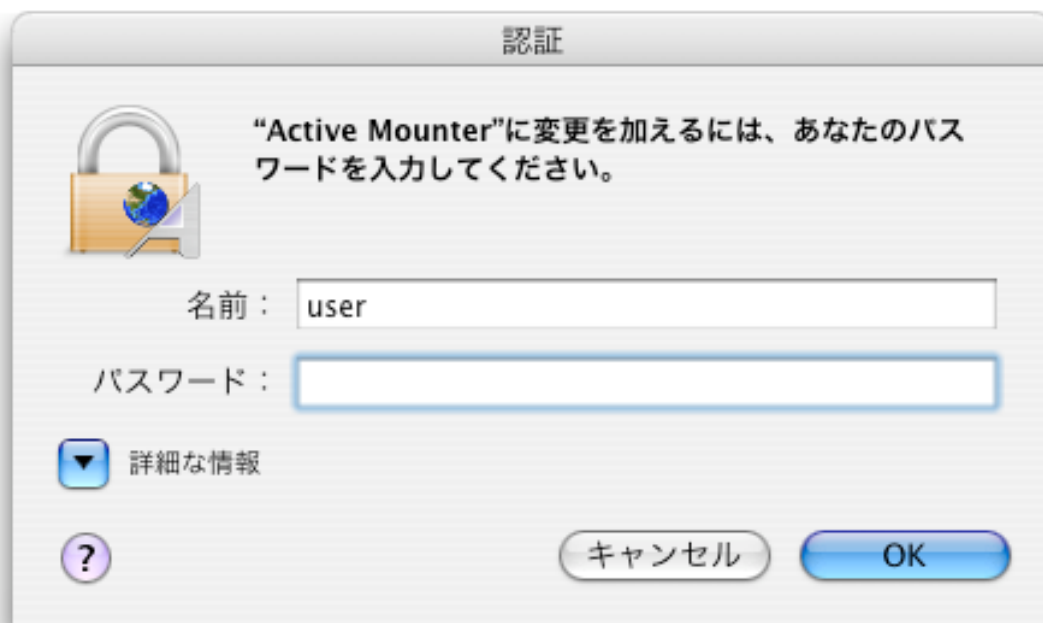 認証
“Active Mounter”に変更を加えるには、あなたのパス
ワードを入力してください。
名前： user
パスワード：
詳細な情報
?
キャンセル OK